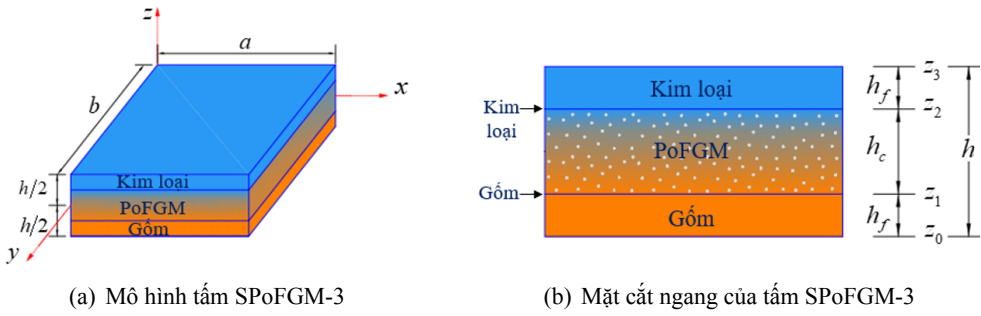 z
a
b
x
h/2
h/2
y
Kim loại
PoFGM
Gốm
Kim loại
PoFGM
Gốm
Kim
loại
Gốm
h_f
h_c
h_f
z_3
z_2
z_1
z_0
h
(a) Mô hình tấm SPoFGM-3
(b) Mặt cắt ngang của tấm SPoFGM-3